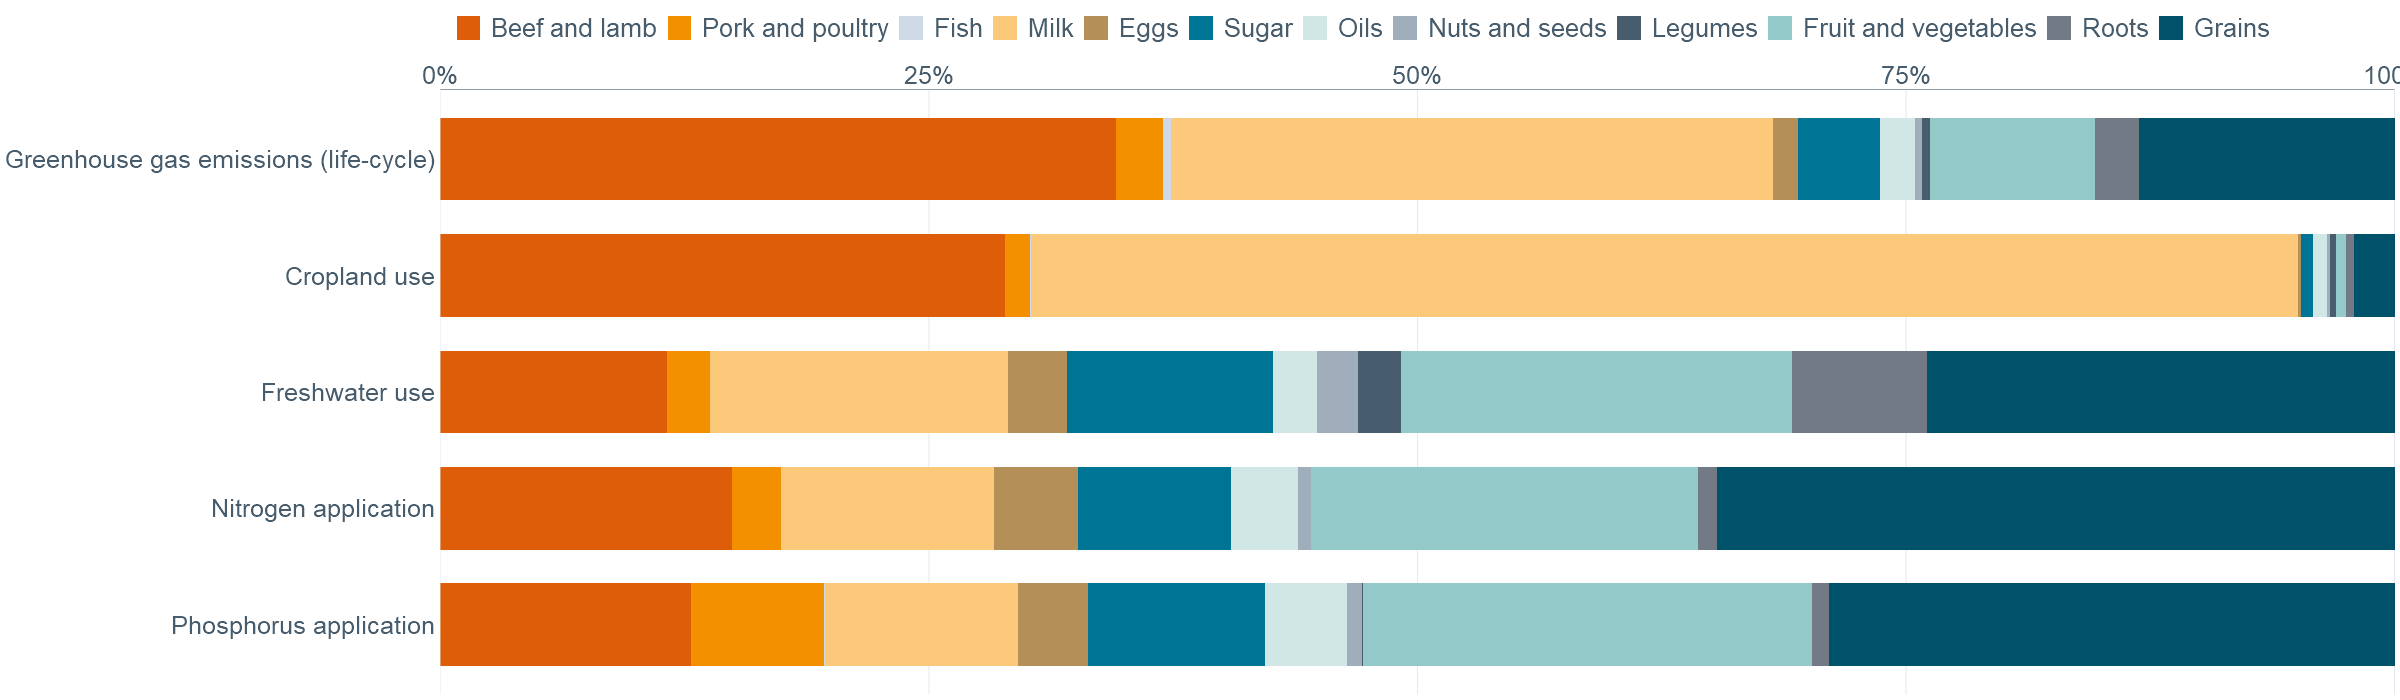 Beef and lamb Pork and poultry Fish Milk Eggs Sugar Oils Nuts and seeds Legumes Fruit and vegetables Roots Grains
0% 25% 50% 75% 100
Greenhouse gas emissions (life-cycle)
Cropland use
Freshwater use
Nitrogen application
Phosphorus application